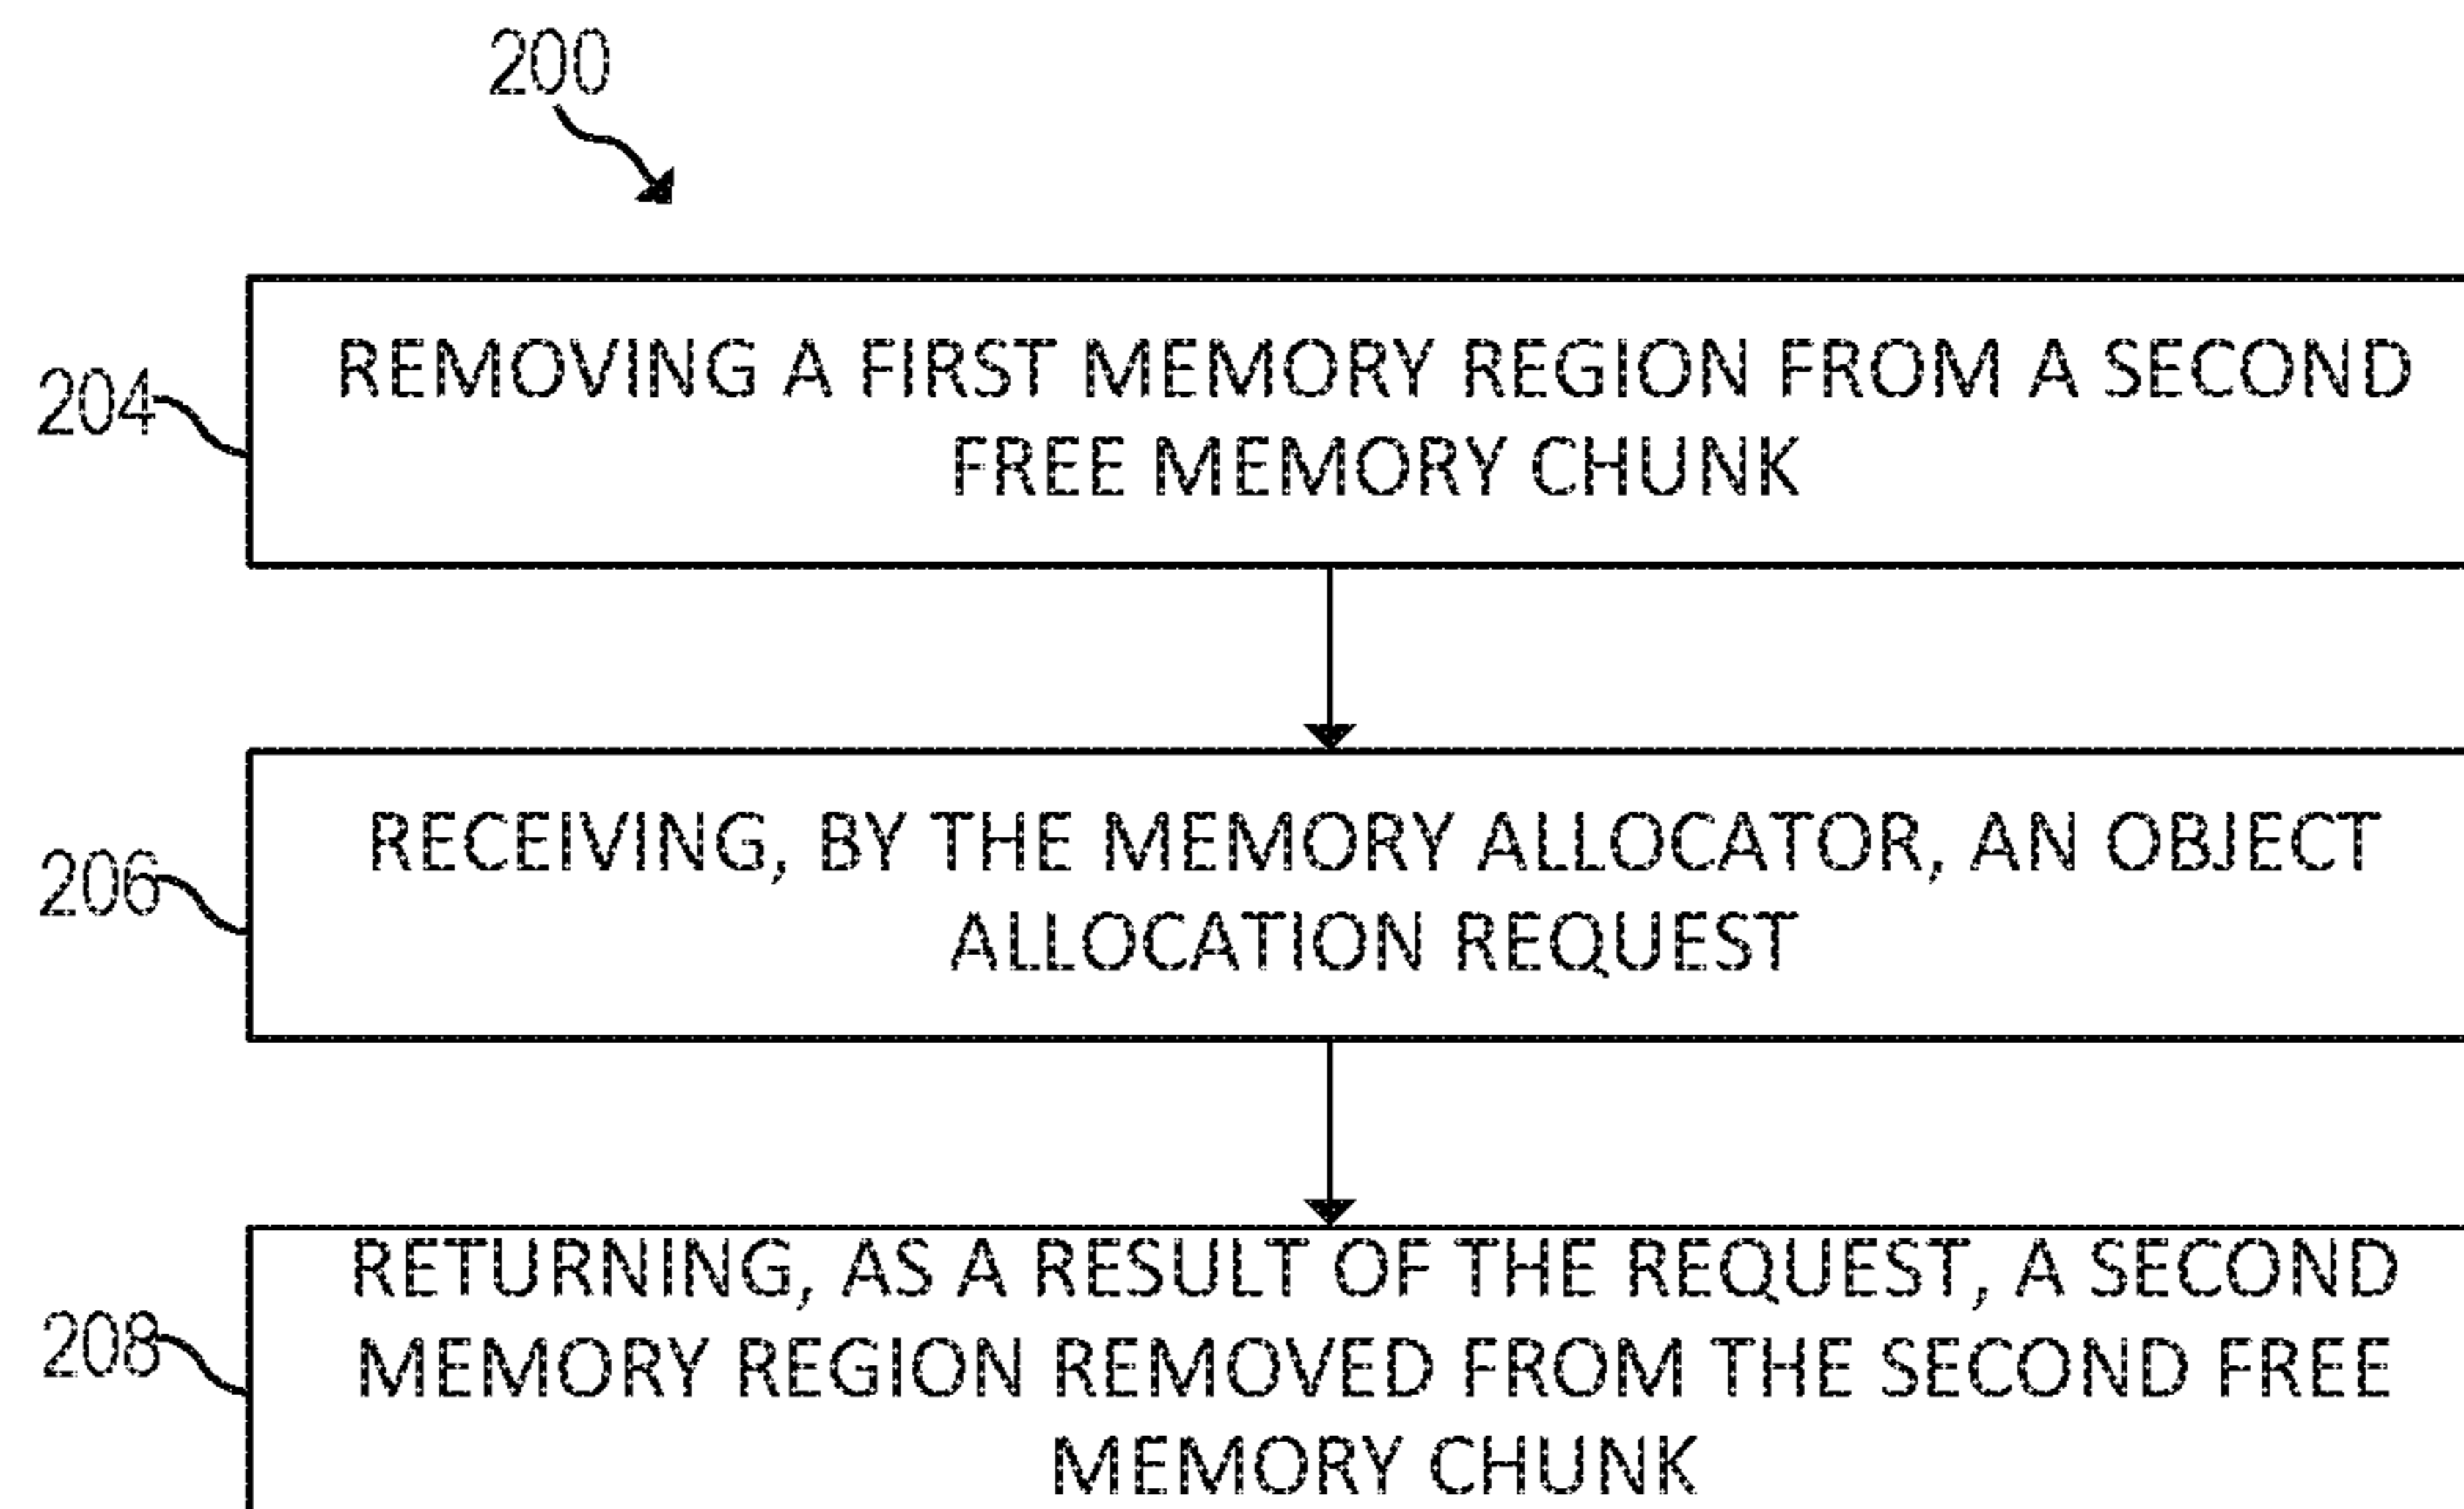 200
204
REMOVING A FIRST MEMORY REGION FROM A SECOND
FREE MEMORY CHUNK
206
RECEIVING, BY THE MEMORY ALLOCATOR, AN OBJECT
ALLOCATION REQUEST
208
RETURNING, AS A RESULT OF THE REQUEST, A SECOND
MEMORY REGION REMOVED FROM THE SECOND FREE
MEMORY CHUNK